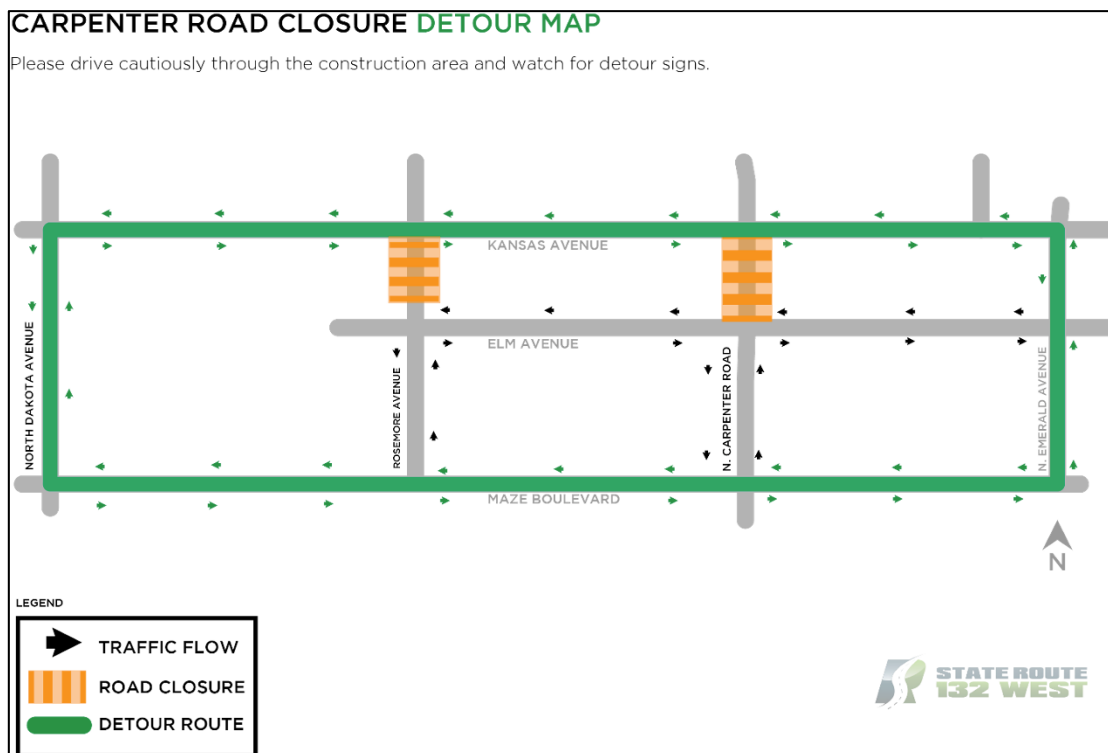 CARPENTER ROAD CLOSURE DETOUR MAP
Please drive cautiously through the construction area and watch for detour signs.
KANSAS AVENUE
ELM AVENUE
NORTH DAKOTA AVENUE
ROSEMORE AVENUE
N. CARPENTER ROAD
N. EMERALD AVENUE
MAZE BOULEVARD
N
LEGEND
TRAFFIC FLOW
ROAD CLOSURE
DETOUR ROUTE
STATE ROUTE
132 WEST